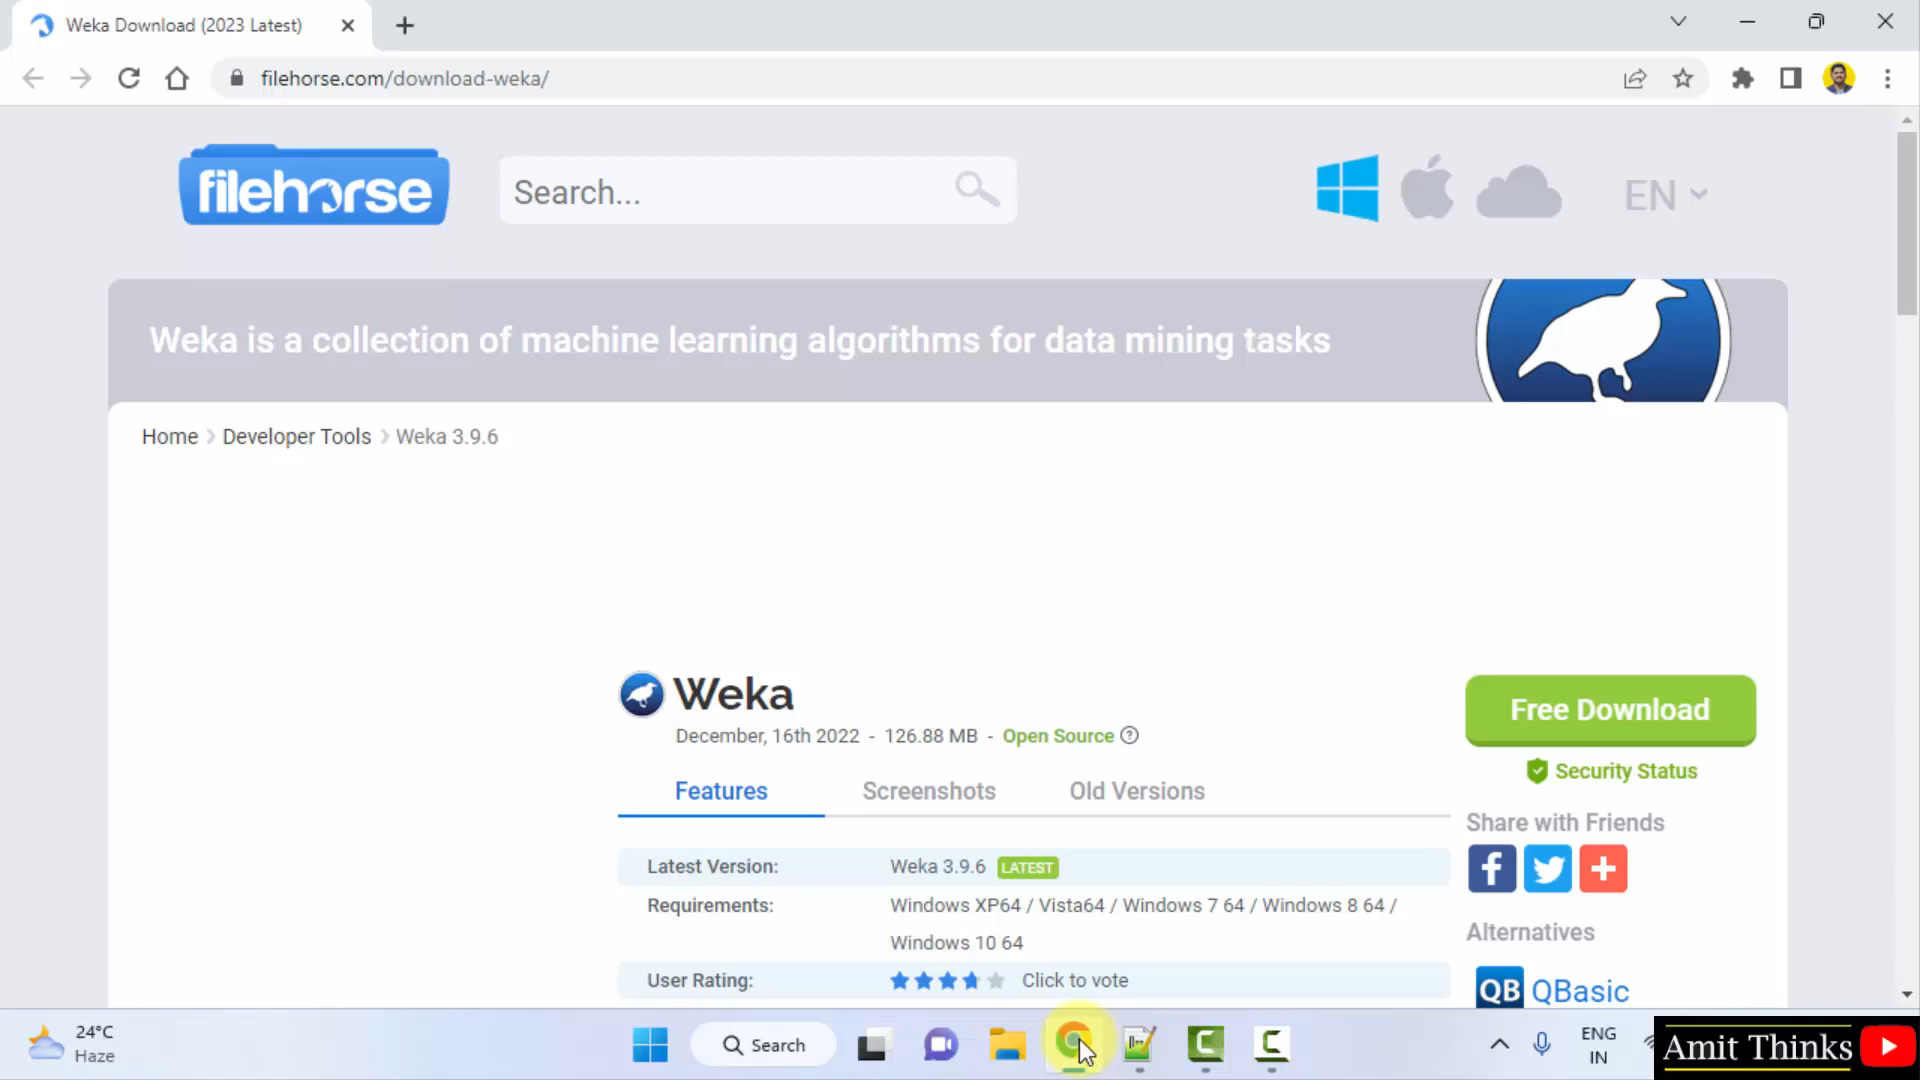 Weka Download (2023 Latest)
filehorse.com/download-weka/
filehorse
Search...
EN
Weka is a collection of machine learning algorithms for data mining tasks
Home > Developer Tools > Weka 3.9.6
Weka
Free Download
December, 16th 2022 - 126.88 MB - Open Source ?
Security Status
Features Screenshots Old Versions
Share with Friends
Latest Version: Weka 3.9.6 LATEST
Requirements: Windows XP64 / Vista64 / Windows 7 64 / Windows 8 64 /
Windows 10 64
Alternatives
User Rating: Click to vote
QB QBasic
24°C
Haze
Search
ENG
IN
Amit Thinks